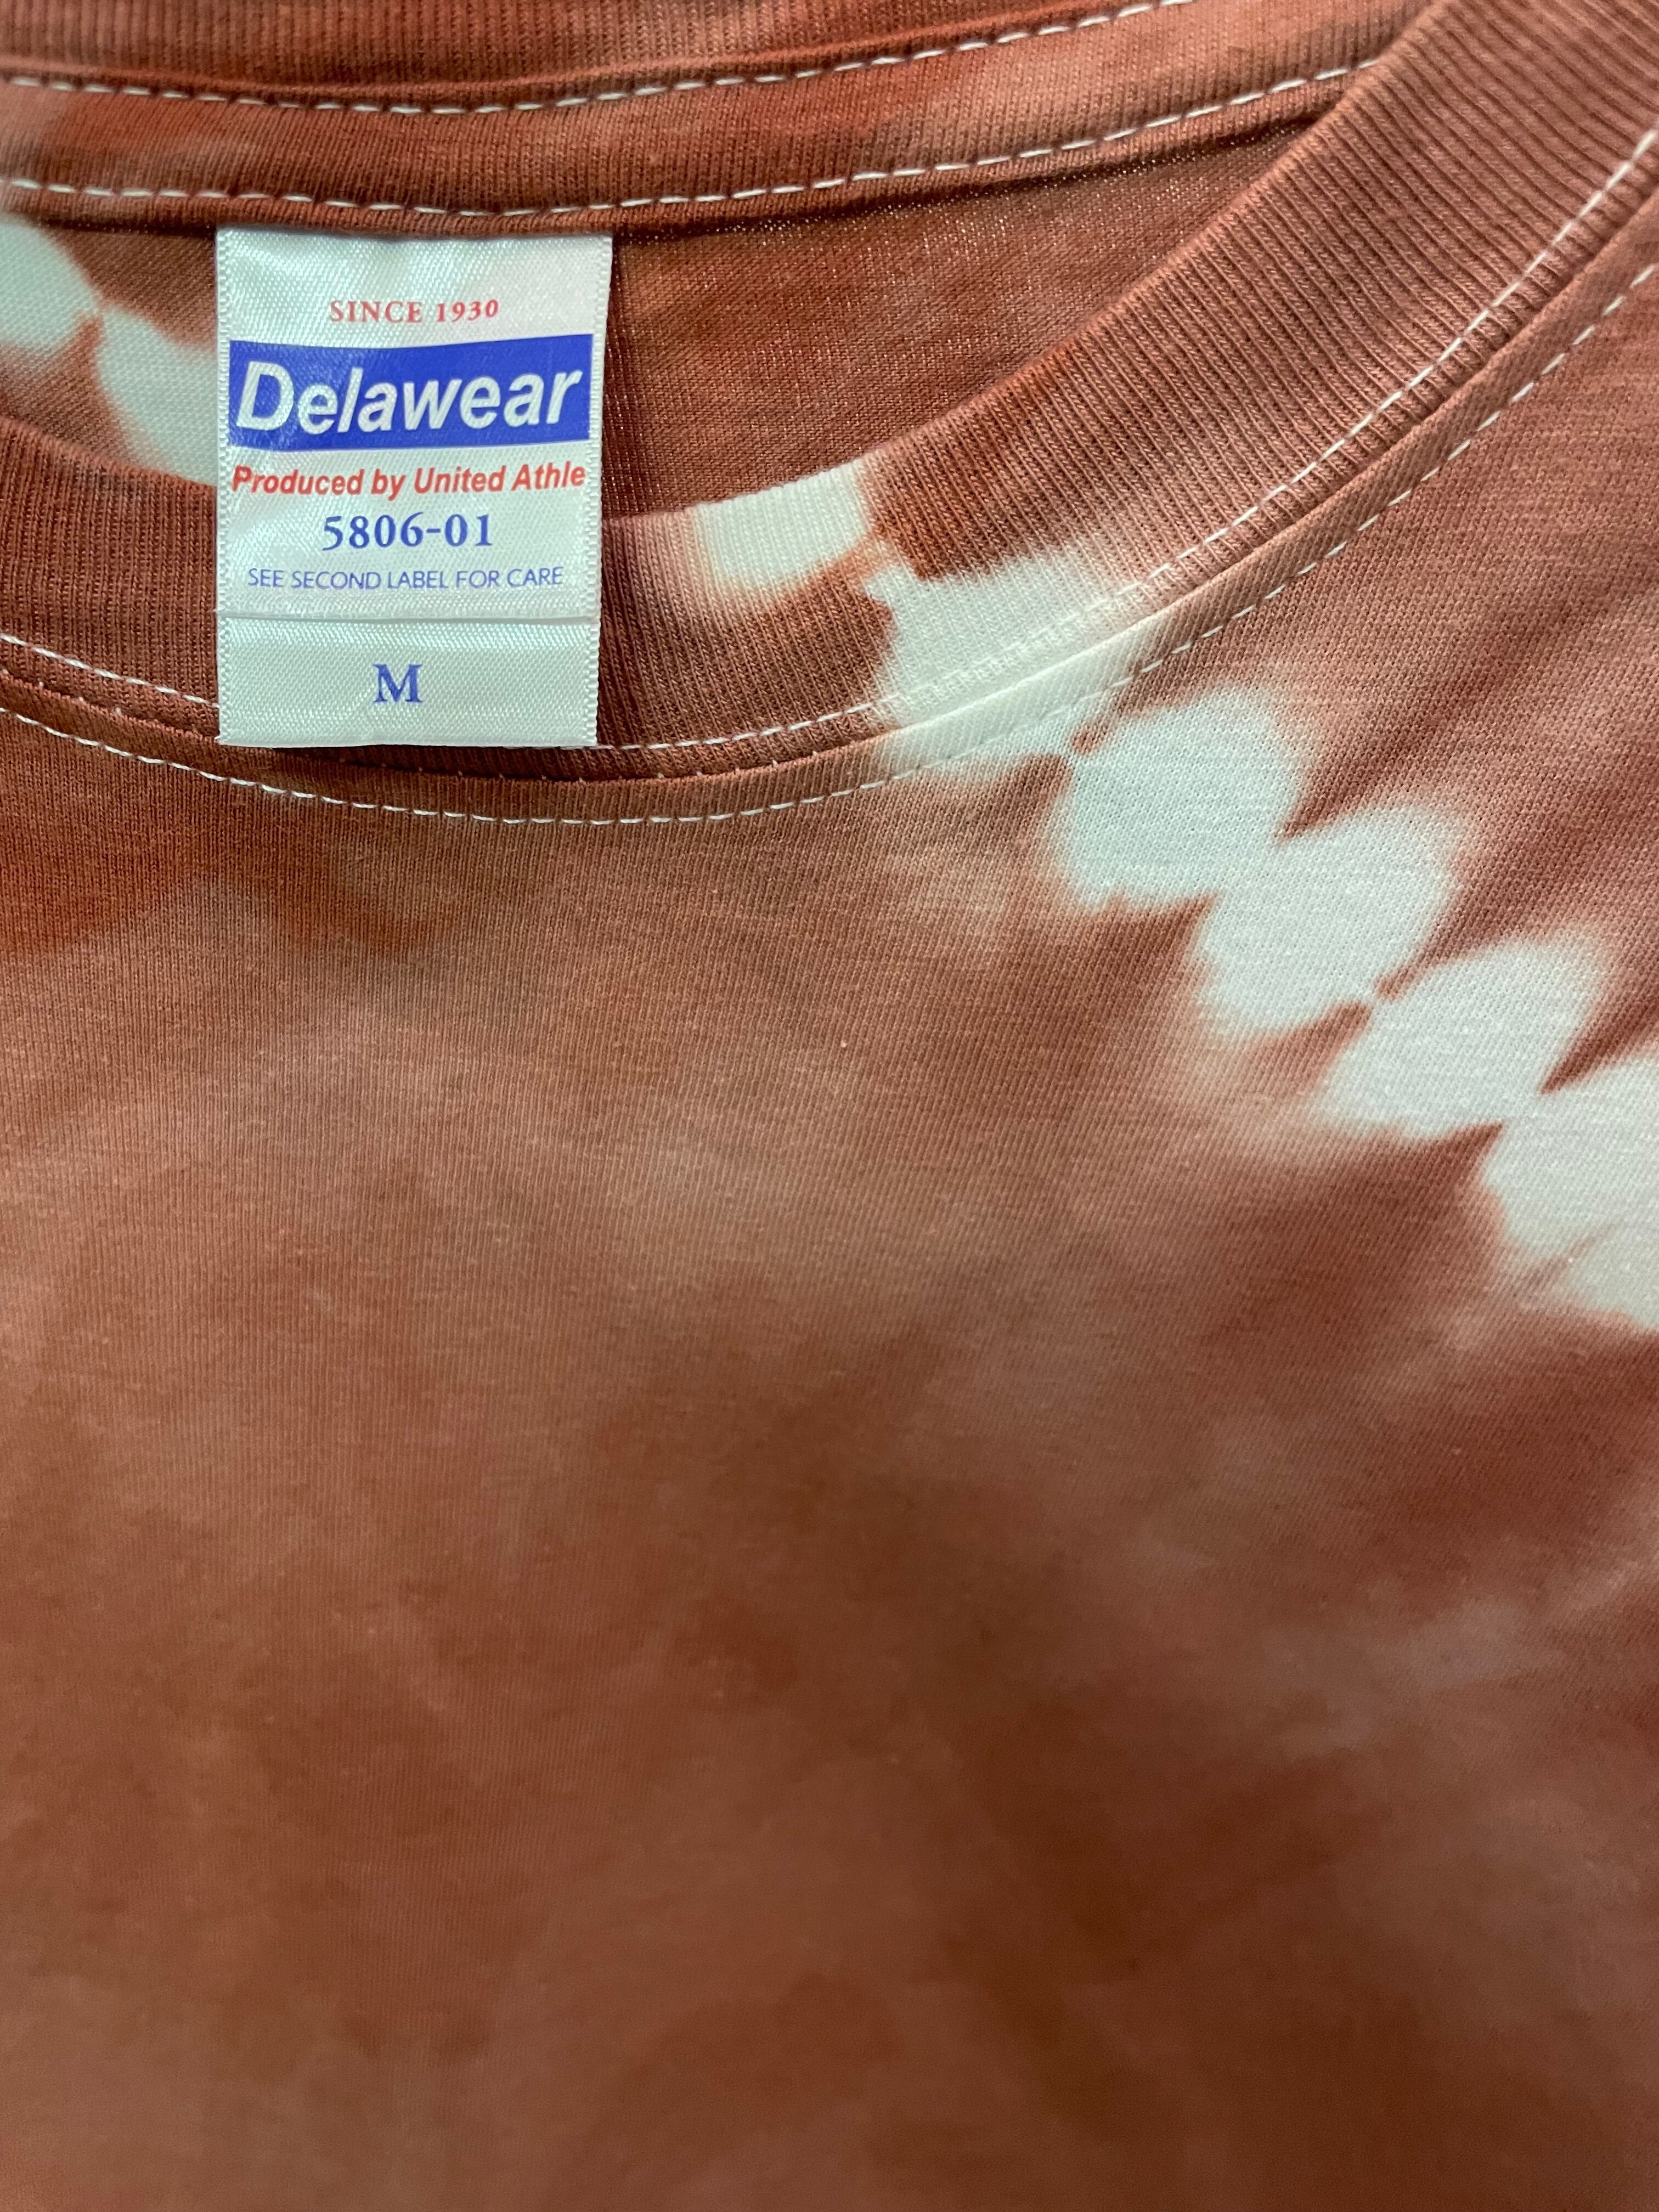 SINCE 1930
Delawear
Produced by United Athle
5806-01
SEE SECOND LABEL FOR CARE
M